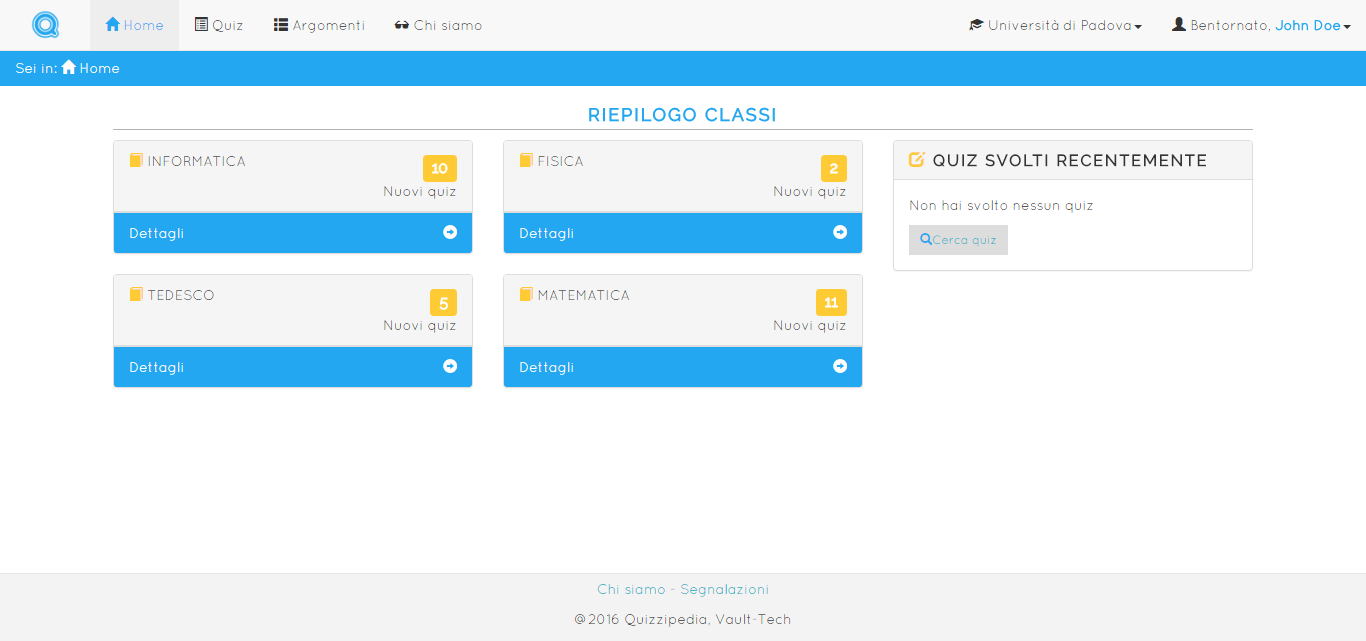 Home Quiz Argomenti Chi siamo Università di Padova Bentornato, John Doe
Sei in: Home
RIEPILOGO CLASSI
INFORMATICA
10
Nuovi quiz
Dettagli
FISICA
2
Nuovi quiz
Dettagli
TEDESCO
5
Nuovi quiz
Dettagli
MATEMATICA
11
Nuovi quiz
Dettagli
QUIZ SVOLTI RECENTEMENTE
Non hai svolto nessun quiz
Cerca quiz
Chi siamo - Segnalazioni
@2016 Quizzipedia, Vault-Tech